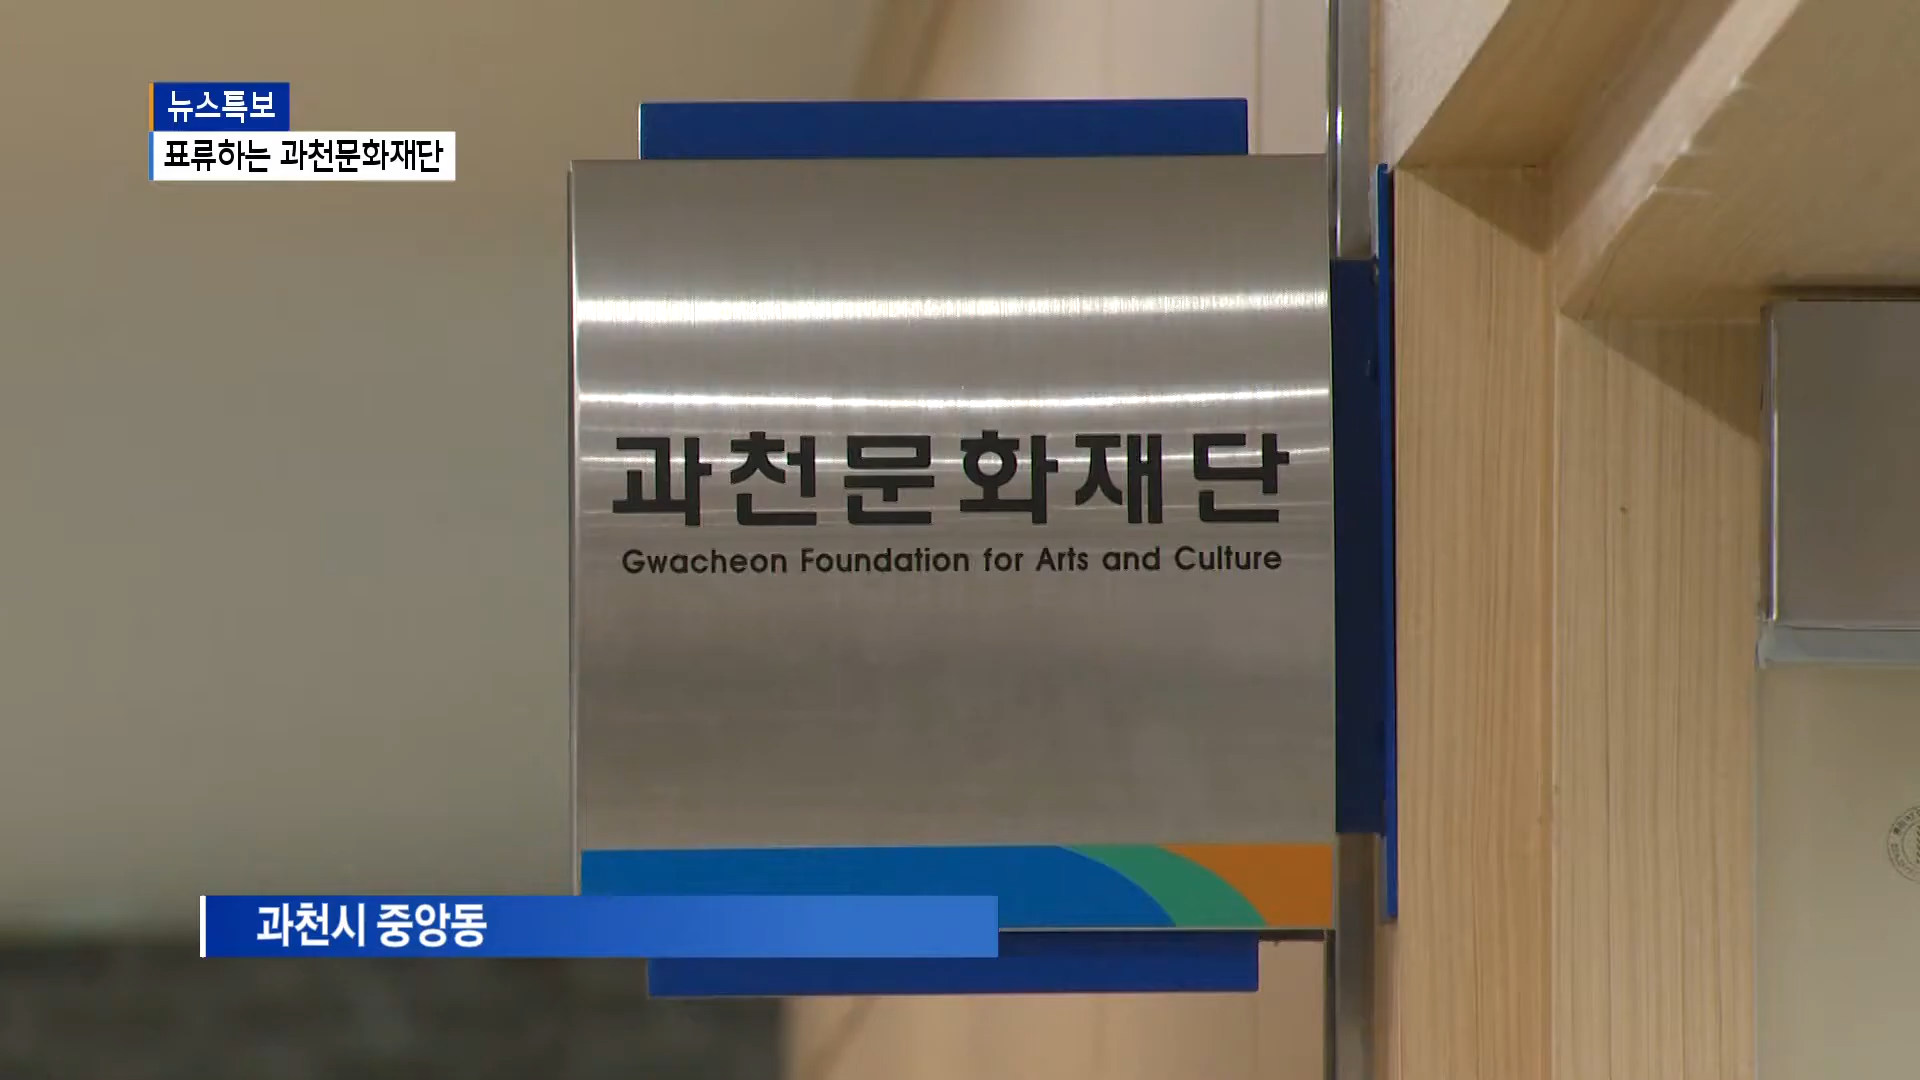 뉴스특보
표류하는 과천문화재단
과천문화재단
Gwacheon Foundation for Arts and Culture
과천시 중앙동